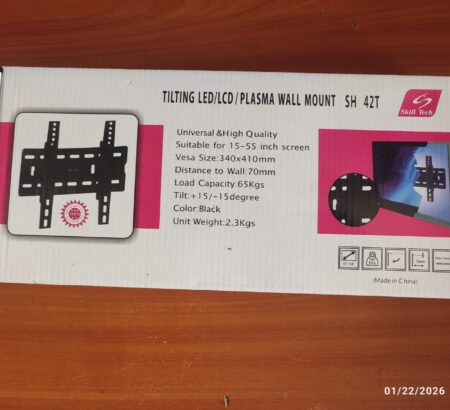 TILTING LED/LCD/PLASMA WALL MOUNT SH 42T
Skill Tech
Universal &High Quality
Suitable for 15-55 inch screen
Vesa Size:340x410mm
Distance to Wall:70mm
Load Capacity:65Kgs
Tilt:+15/-15degree
Color:Black
Unit Weight:2.3Kgs
(Made in China)
01/22/2026